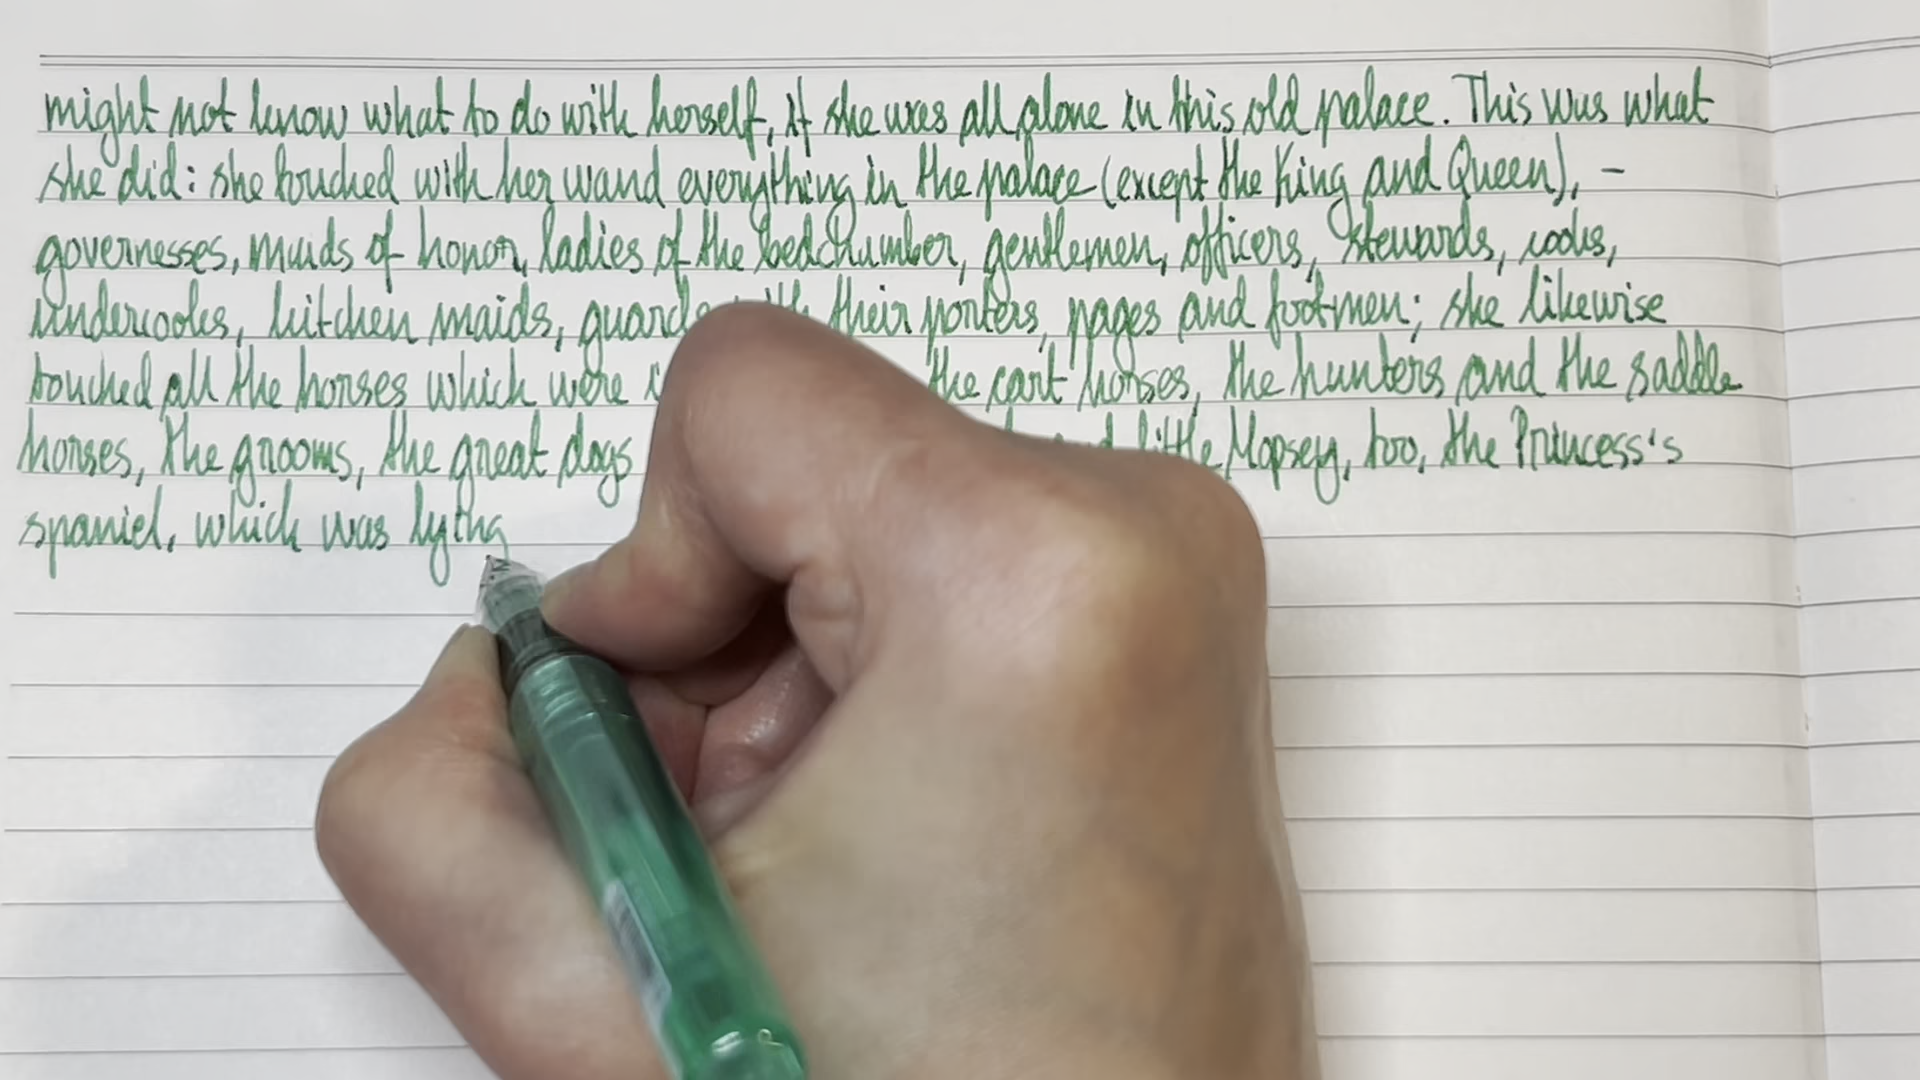 might not know what to do with herself, if she was all alone in this old palace. This was what
she did: she touched with her wand everything in the palace (except the King and Queen), -
governesses, maids of honor, ladies of the bedchamber, gentlemen, officers, stewards, cooks,
undercooks, kitchen maids, guards with their porters, pages and footmen; she likewise
touched all the horses which were the cart horses, the hunters and the saddle
horses, the grooms, the great dogs little Mopsey, too, the Princess's
spaniel, which was lying